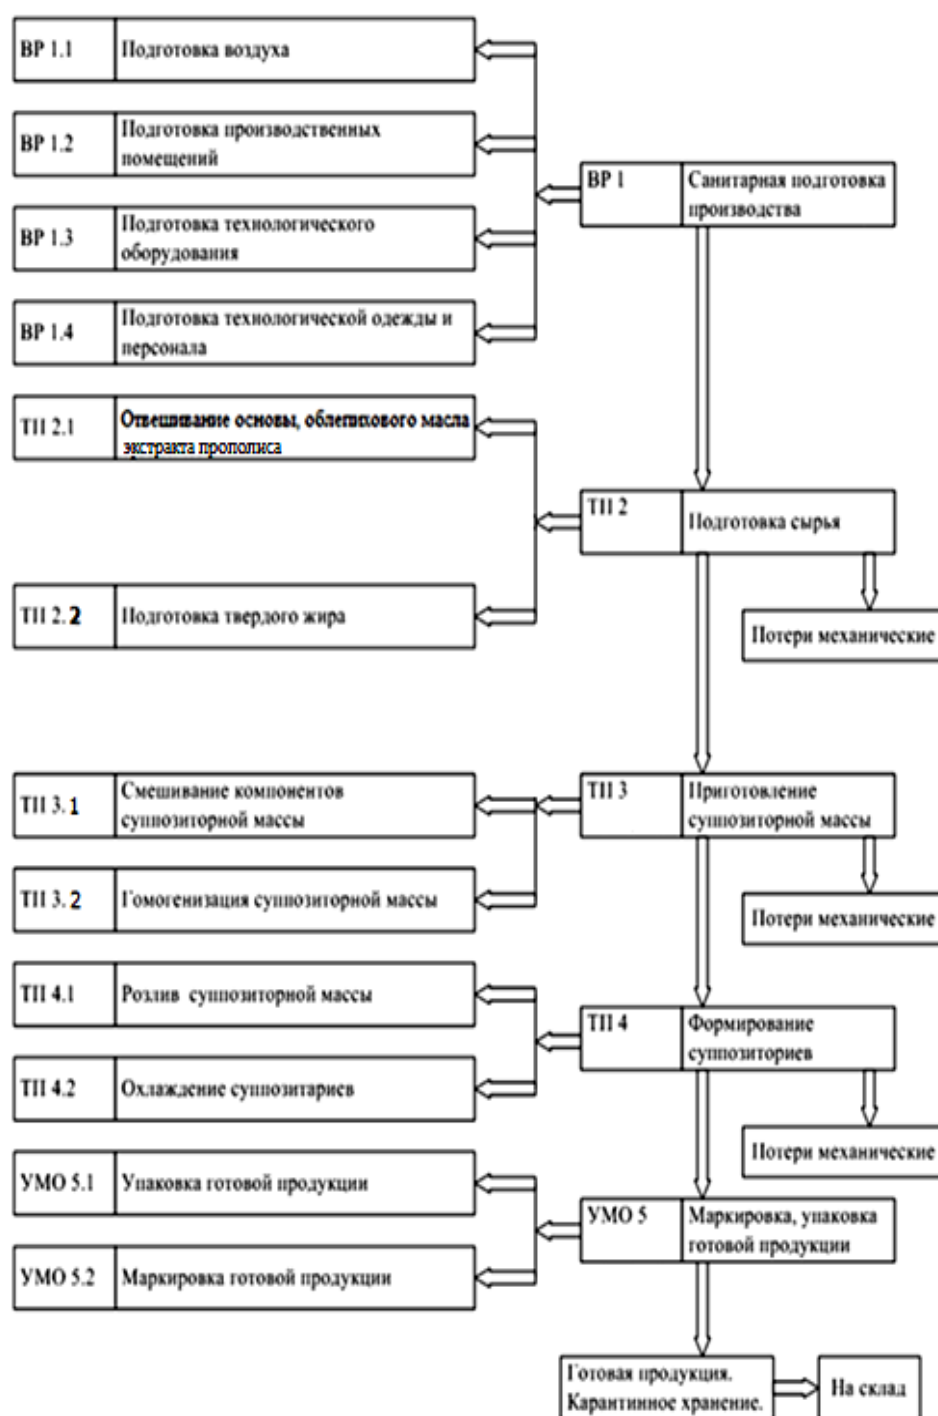 ВР 1.1 Подготовка воздуха
ВР 1.2 Подготовка производственных
помещений
ВР 1 Санитарная подготовка
производства
ВР 1.3 Подготовка технологического
оборудования
ВР 1.4 Подготовка технологической одежды и
персонала
ТП 2.1 Отвешивание основы, облепихового масла
экстракта прополиса
ТП 2 Подготовка сырья
ТП 2.2 Подготовка твердого жира
Потери механические
ТП 3.1 Смешивание компонентов
суппозиторной массы
ТП 3 Приготовление
суппозиторной массы
ТП 3.2 Гомогенизация суппозиторной массы
Потери механические
ТП 4.1 Розлив суппозиторной массы
ТП 4 Формирование
суппозиториев
ТП 4.2 Охлаждение суппозитариев
Потери механические
УМО 5.1 Упаковка готовой продукции
УМО 5 Маркировка, упаковка
готовой продукции
УМО 5.2 Маркировка готовой продукции
Готовая продукция.
Карантинное хранение.
На склад